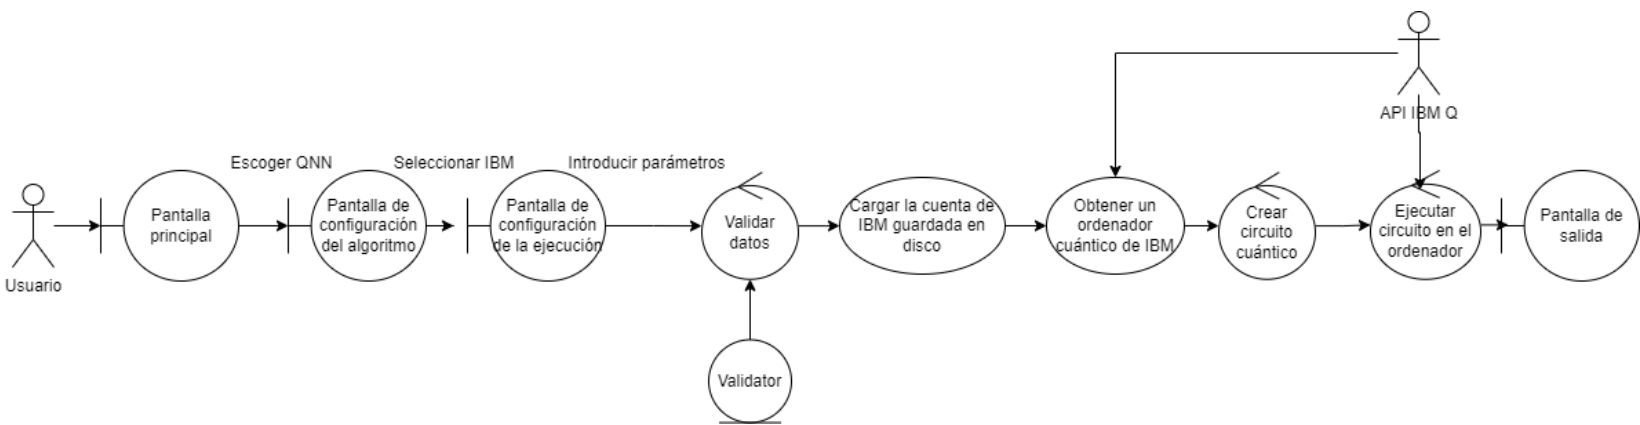 API IBM Q
Escoger QNN
Seleccionar IBM
Introducir parámetros
Usuario
Pantalla
principal
Pantalla de
configuración
del algoritmo
Pantalla de
configuración
de la ejecución
Validar
datos
Cargar la cuenta de
IBM guardada en
disco
Obtener un
ordenador
cuántico de IBM
Crear
circuito
cuántico
Ejecutar
circuito en el
ordenador
Pantalla de
salida
Validator